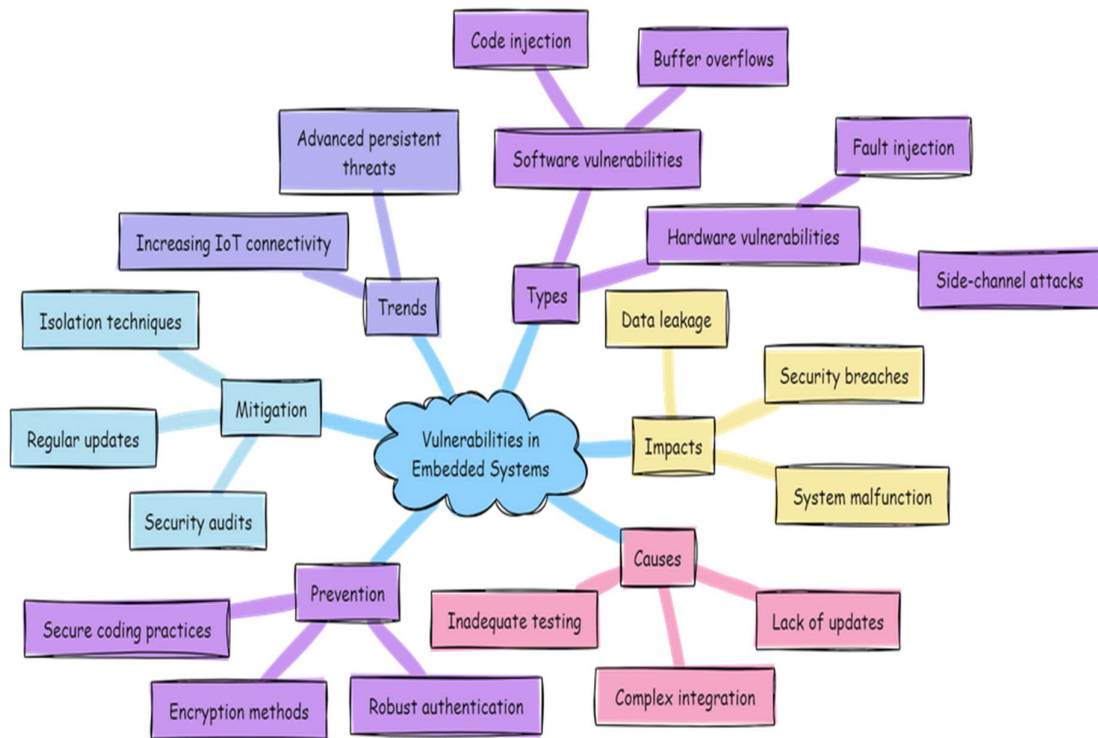 Code injection
Buffer overflows
Advanced persistent
threats
Software vulnerabilities
Fault injection
Increasing IoT connectivity
Hardware vulnerabilities
Side-channel attacks
Types
Trends
Isolation techniques
Data leakage
Security breaches
Mitigation
Regular updates
Vulnerabilities in
Embedded Systems
Impacts
System malfunction
Security audits
Causes
Prevention
Inadequate testing
Lack of updates
Secure coding practices
Complex integration
Encryption methods
Robust authentication